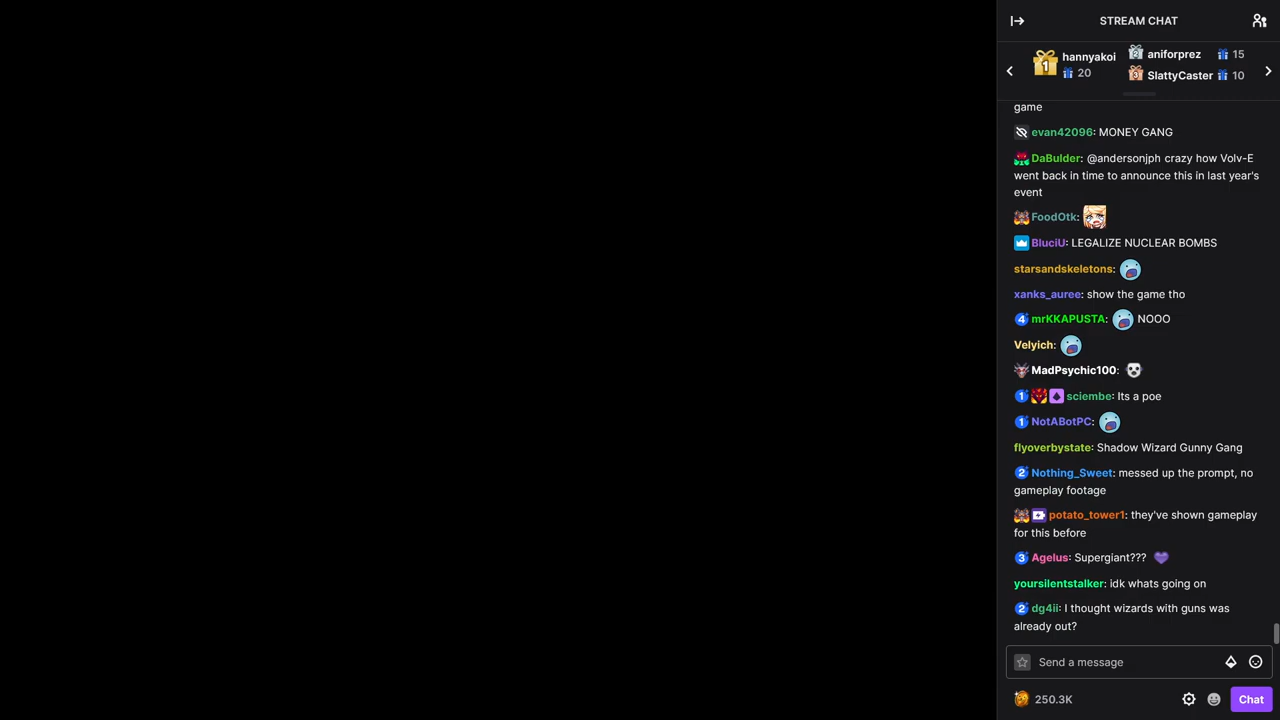 STREAM CHAT
1 hannyakoi
20
2 aniforprez 15
3 SlattyCaster 10
game
evan42096: MONEY GANG
DaBulder: @andersonjph crazy how Volv-E
went back in time to announce this in last year's
event
FoodOtk:
BluciU: LEGALIZE NUCLEAR BOMBS
starsandskeletons:
xanks_auree: show the game tho
4 mrKKAPUSTA: NOOO
Velyich:
MadPsychic100:
1 sciembe: Its a poe
1 NotABotPC:
flyoverbystate: Shadow Wizard Gunny Gang
2 Nothing_Sweet: messed up the prompt, no
gameplay footage
potato_tower1: they've shown gameplay
for this before
3 Agelus: Supergiant???
yoursilentstalker: idk whats going on
2 dg4ii: I thought wizards with guns was
already out?
Send a message
250.3K
Chat